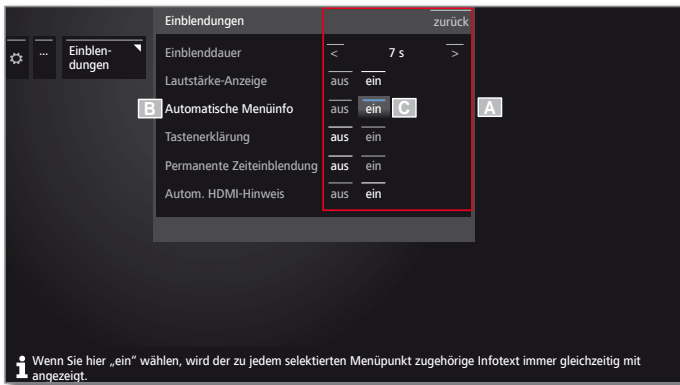 Einblendungen zurück
... Einblen-
dungen
Einblenddauer < 7 s >
Lautstärke-Anzeige aus ein
B Automatische Menüinfo aus ein C A
Tastenerklärung aus ein
Permanente Zeiteinblendung aus ein
Autom. HDMI-Hinweis aus ein
i Wenn Sie hier „ein“ wählen, wird der zu jedem selektierten Menüpunkt zugehörige Infotext immer gleichzeitig mit
angezeigt.